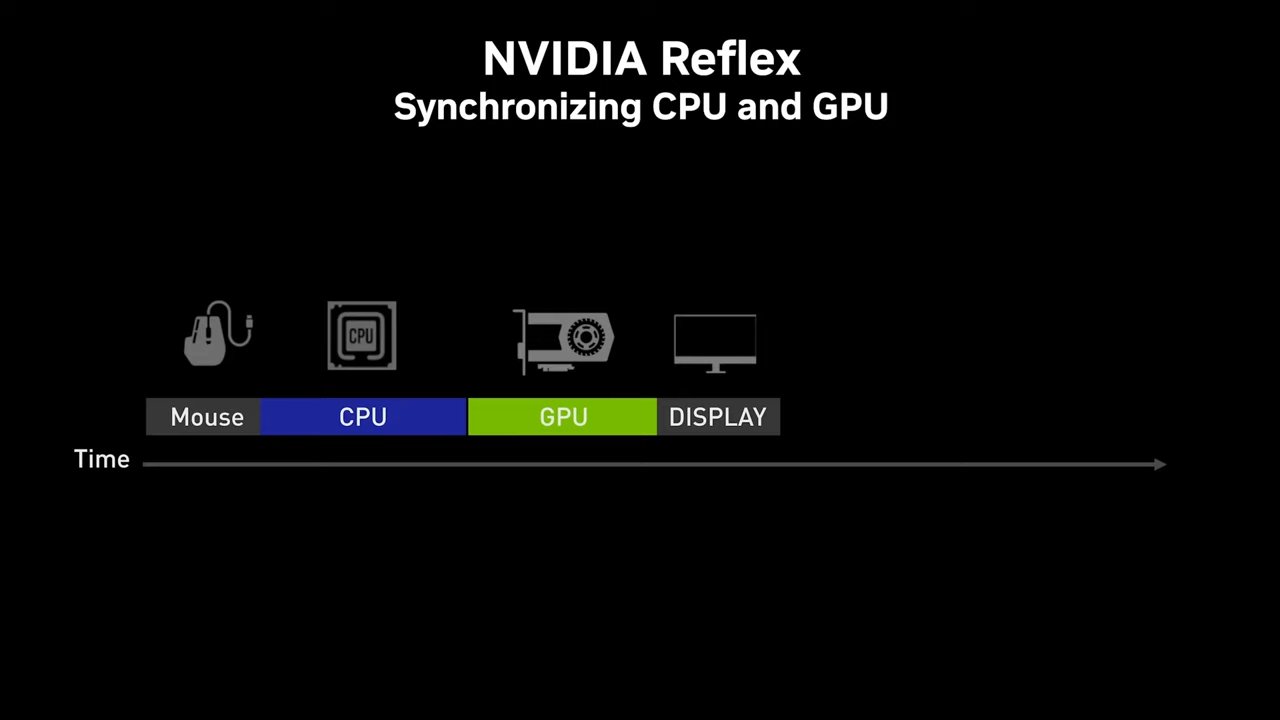 NVIDIA Reflex
Synchronizing CPU and GPU
CPU
Mouse CPU GPU DISPLAY
Time